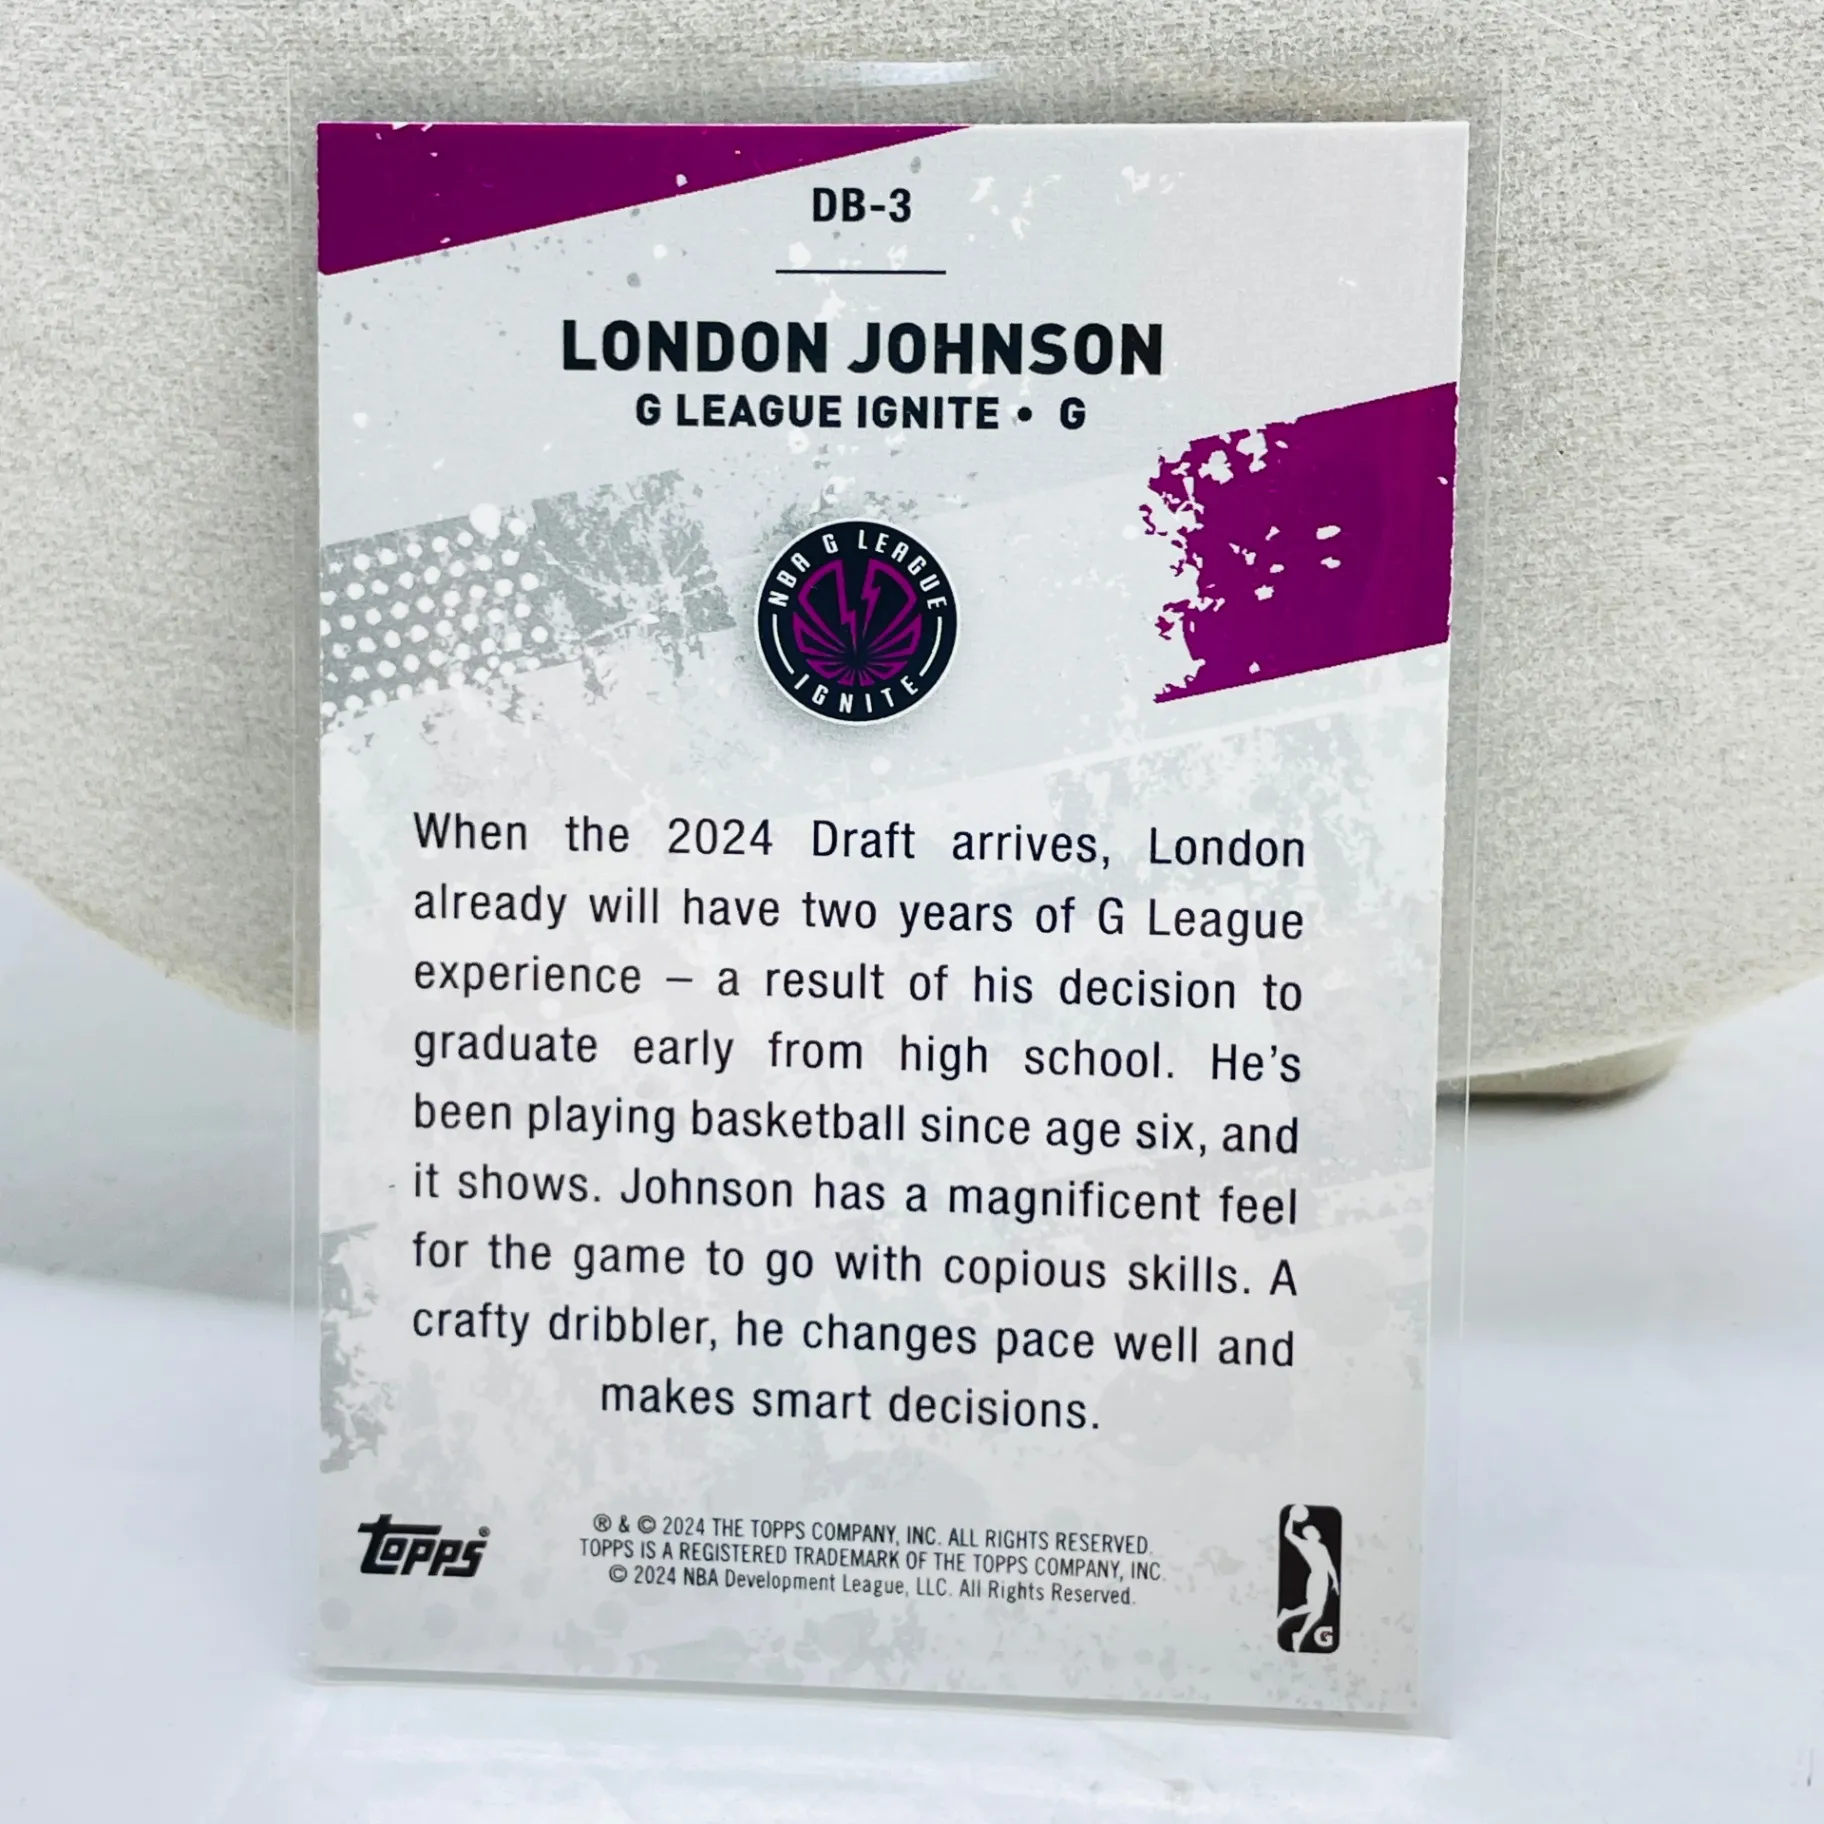 DB-3
LONDON JOHNSON
G LEAGUE IGNITE • G
NBA G LEAGUE
IGNITE
When the 2024 Draft arrives, London
already will have two years of G League
experience – a result of his decision to
graduate early from high school. He's
been playing basketball since age six, and
it shows. Johnson has a magnificent feel
for the game to go with copious skills. A
crafty dribbler, he changes pace well and
makes smart decisions.
topps®
® & © 2024 THE TOPPS COMPANY, INC. ALL RIGHTS RESERVED.
TOPPS IS A REGISTERED TRADEMARK OF THE TOPPS COMPANY, INC.
© 2024 NBA Development League, LLC. All Rights Reserved.
G